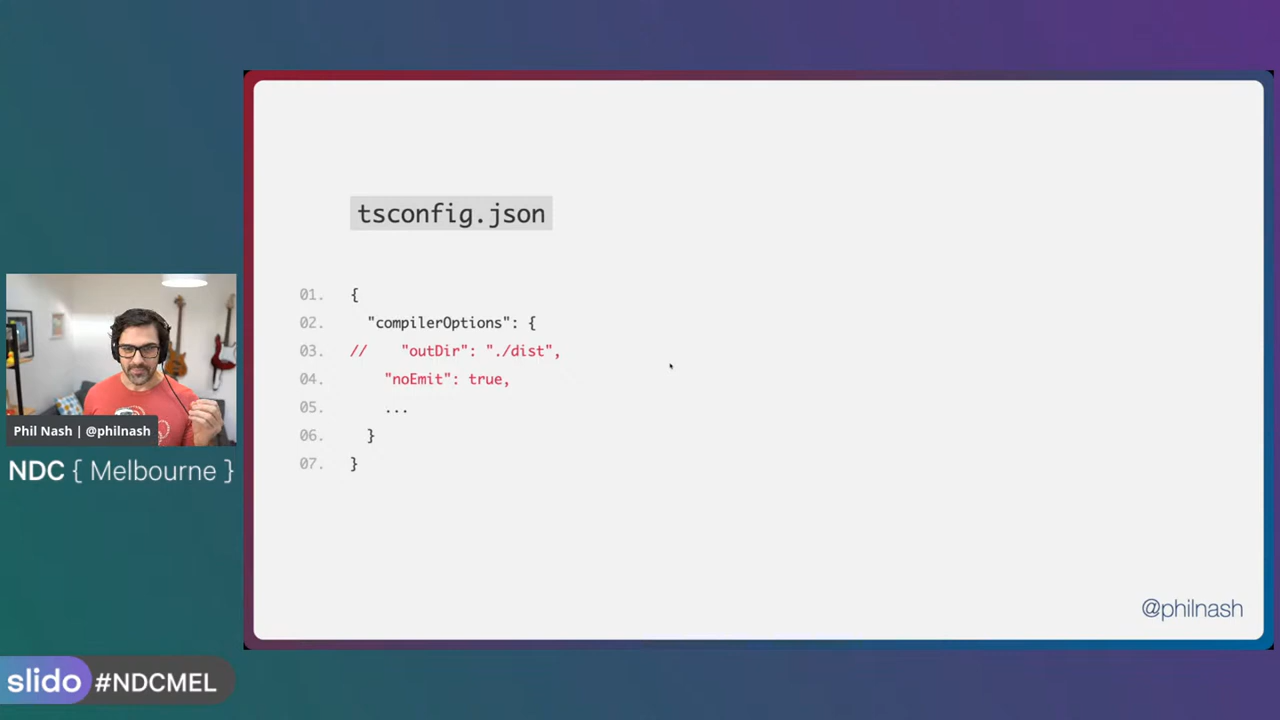 tsconfig.json
01. {
02. "compilerOptions": {
03. // "outDir": "./dist",
04. "noEmit": true,
05. ...
06. }
07. }
@philnash
Phil Nash | @philnash
NDC { Melbourne }
slido #NDCMEL